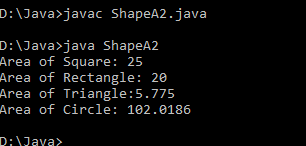 D:\Java>javac ShapeA2.java
D:\Java>java ShapeA2
Area of Square: 25
Area of Rectangle: 20
Area of Triangle:5.775
Area of Circle: 102.0186
D:\Java>